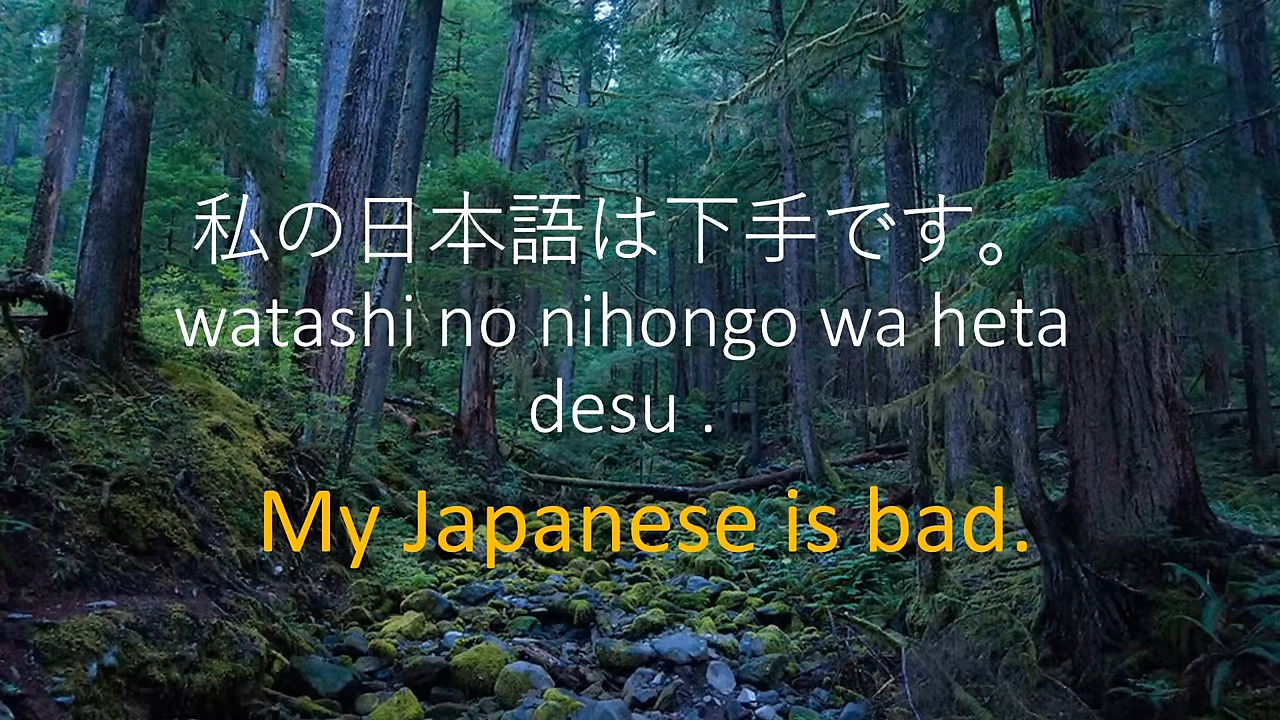 私の日本語は下手です。
watashi no nihongo wa heta
desu .
My Japanese is bad.